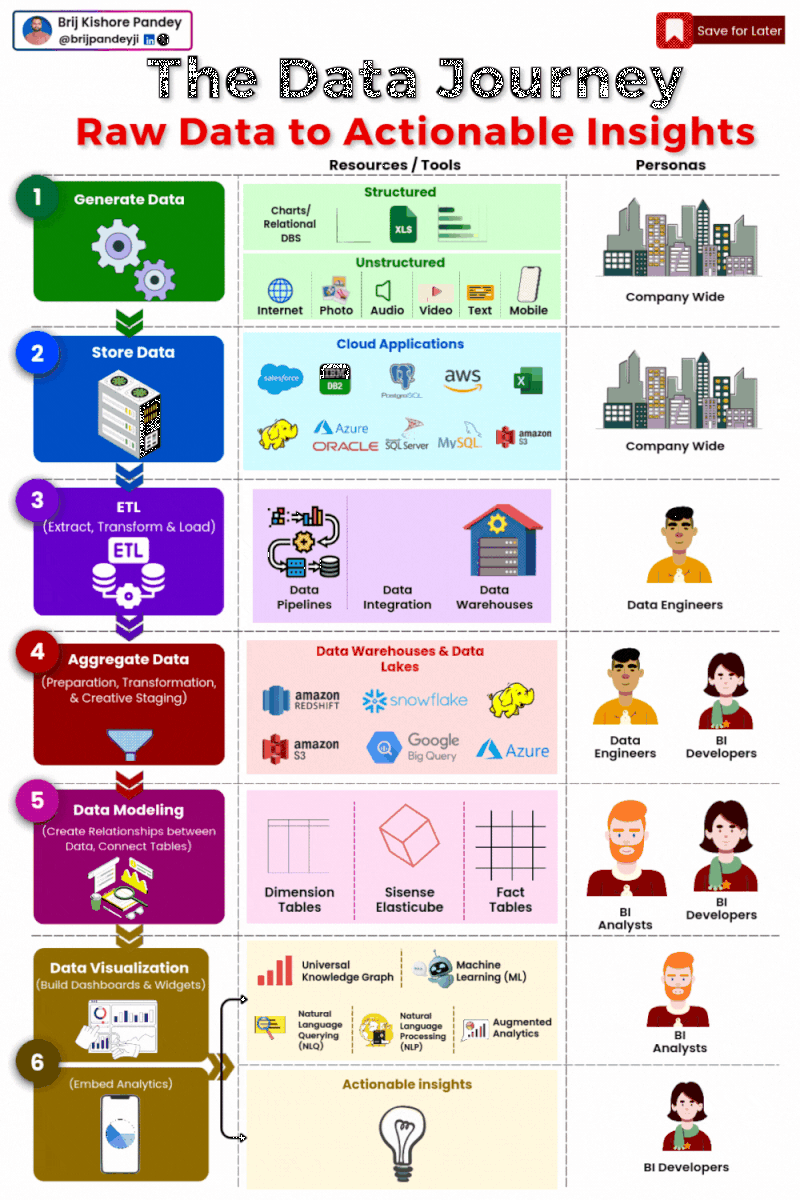 Brij Kishore Pandey
@brijpandeyji in
Save for Later
The Data Journey
Raw Data to Actionable Insights
Resources / Tools
Personas
1
Generate Data
Structured
Charts/
Relational
DBS
XLS
Unstructured
Internet
Photo
Audio
Video
Text
Mobile
Company Wide
2
Store Data
Cloud Applications
salesforce
DB2
PostgreSQL
aws
X
Azure
ORACLE
SQL Server
MySQL
amazon
S3
Company Wide
3
ETL
(Extract, Transform & Load)
ETL
Data
Pipelines
Data
Integration
Data
Warehouses
Data Engineers
4
Aggregate Data
(Preparation, Transformation,
& Creative Staging)
Data Warehouses & Data
Lakes
amazon
REDSHIFT
snowflake
amazon
S3
Google
Big Query
Azure
Data
Engineers
BI
Developers
5
Data Modeling
(Create Relationships between
Data, Connect Tables)
Dimension
Tables
Sisense
Elasticube
Fact
Tables
BI
Analysts
BI
Developers
Data Visualization
(Build Dashboards & Widgets)
Universal
Knowledge Graph
Machine
Learning (ML)
Natural
Language
Querying
(NLQ)
Natural
Language
Processing
(NLP)
Augmented
Analytics
BI
Analysts
6
(Embed Analytics)
Actionable insights
BI Developers